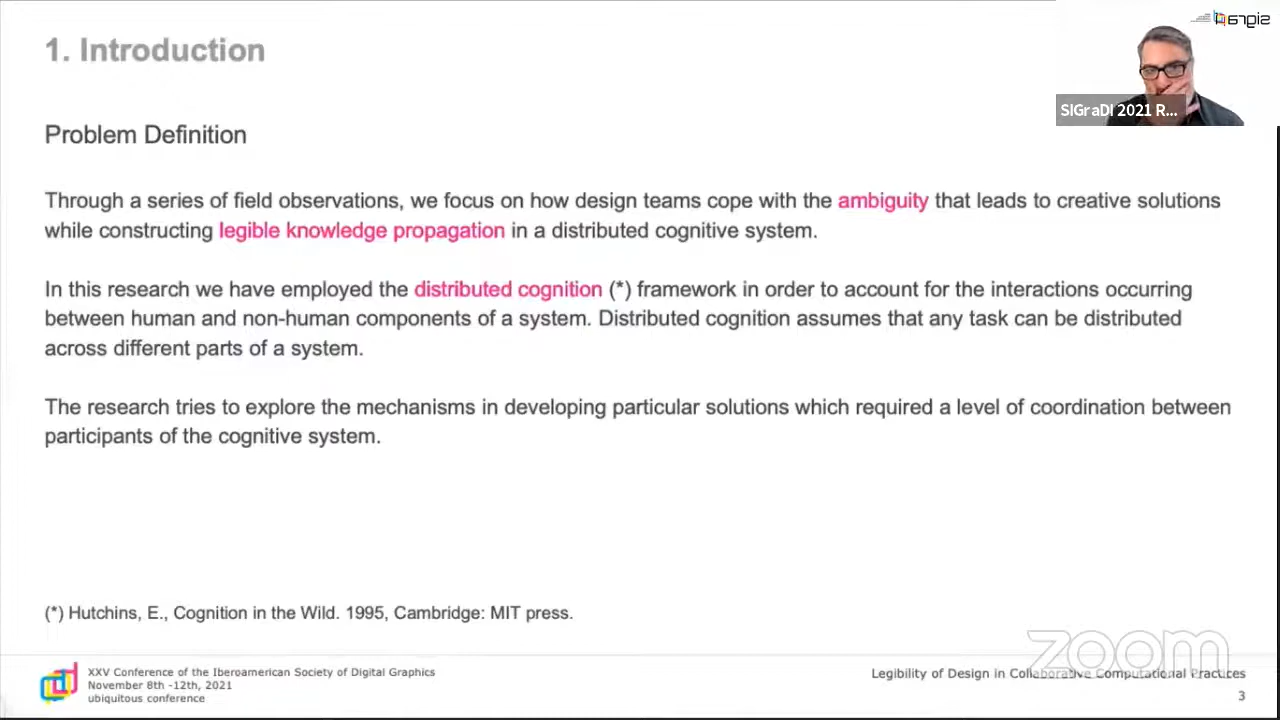 1. Introduction
SIGraDI 2021 R...
Problem Definition
Through a series of field observations, we focus on how design teams cope with the ambiguity that leads to creative solutions
while constructing legible knowledge propagation in a distributed cognitive system.
In this research we have employed the distributed cognition (*) framework in order to account for the interactions occurring
between human and non-human components of a system. Distributed cognition assumes that any task can be distributed
across different parts of a system.
The research tries to explore the mechanisms in developing particular solutions which required a level of coordination between
participants of the cognitive system.
(*) Hutchins, E., Cognition in the Wild. 1995, Cambridge: MIT press.
zoom
XXV Conference of the Iberoamerican Society of Digital Graphics
November 8th -12th, 2021
ubiquitous conference
Legibility of Design in Collaborative Computational Practices
3